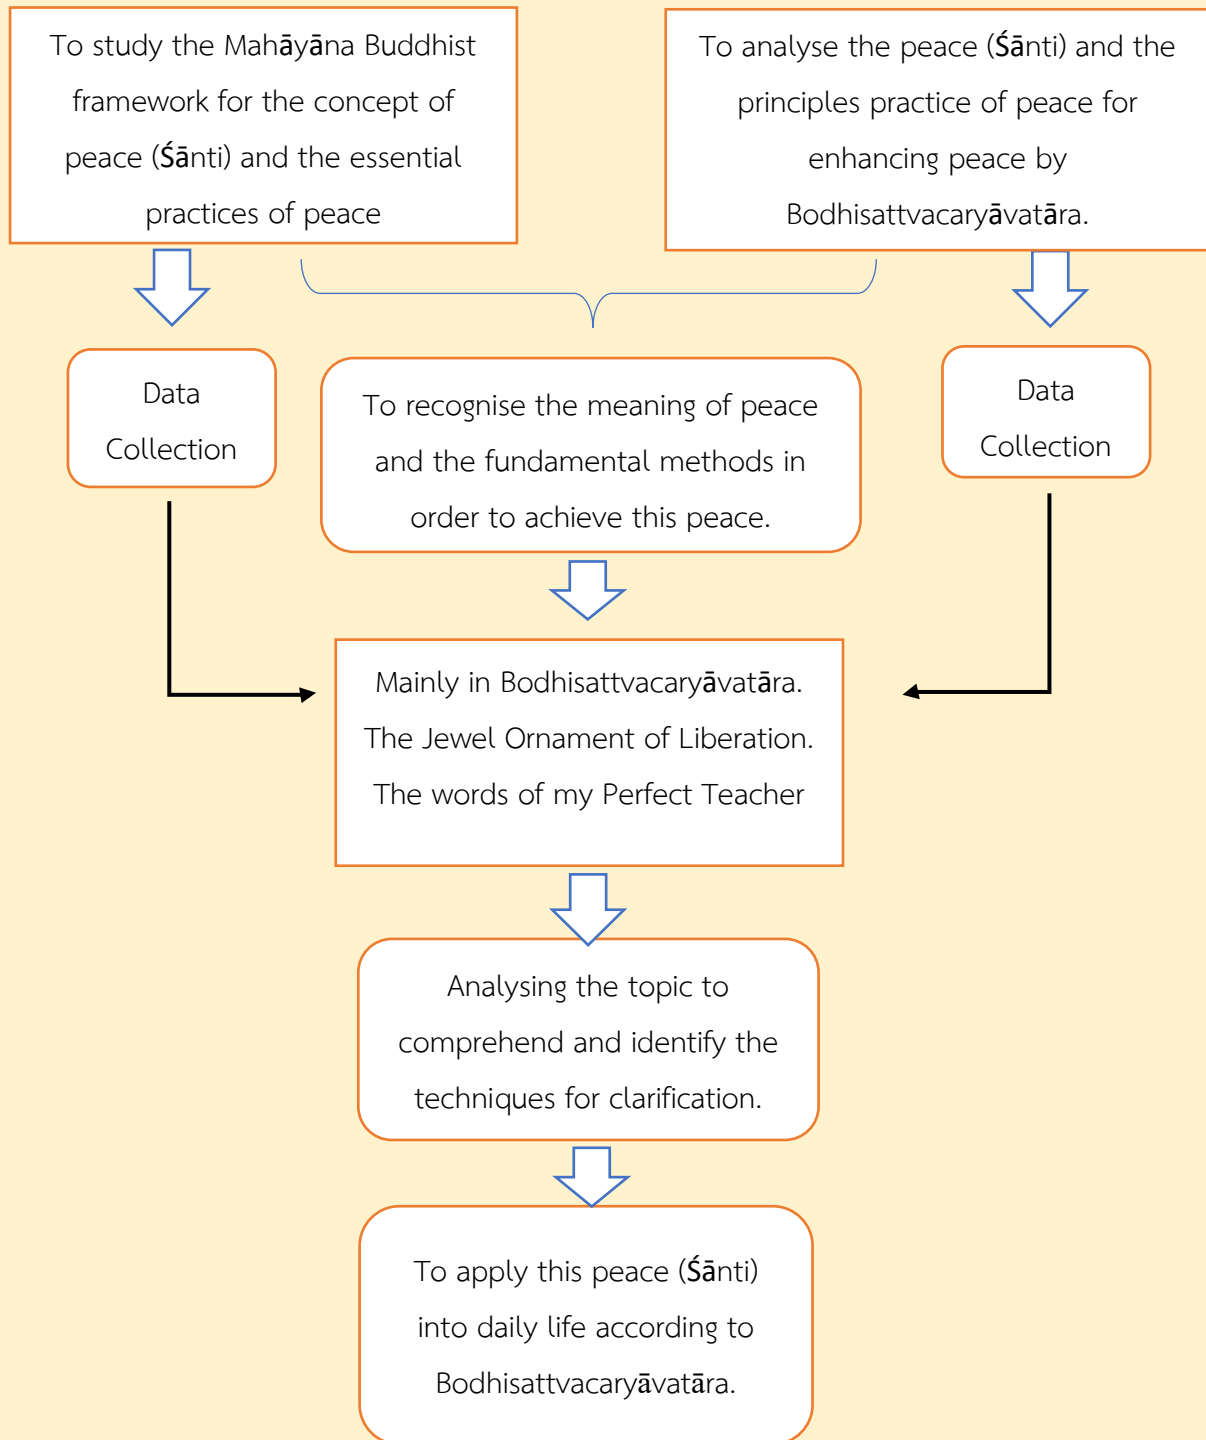 To study the Mahāyāna Buddhist
framework for the concept of
peace (Śānti) and the essential
practices of peace
To analyse the peace (Śānti) and the
principles practice of peace for
enhancing peace by
Bodhisattvacaryāvatāra.
Data
Collection
To recognise the meaning of peace
and the fundamental methods in
order to achieve this peace.
Data
Collection
Mainly in Bodhisattvacaryāvatāra.
The Jewel Ornament of Liberation.
The words of my Perfect Teacher
Analysing the topic to
comprehend and identify the
techniques for clarification.
To apply this peace (Śānti)
into daily life according to
Bodhisattvacaryāvatāra.